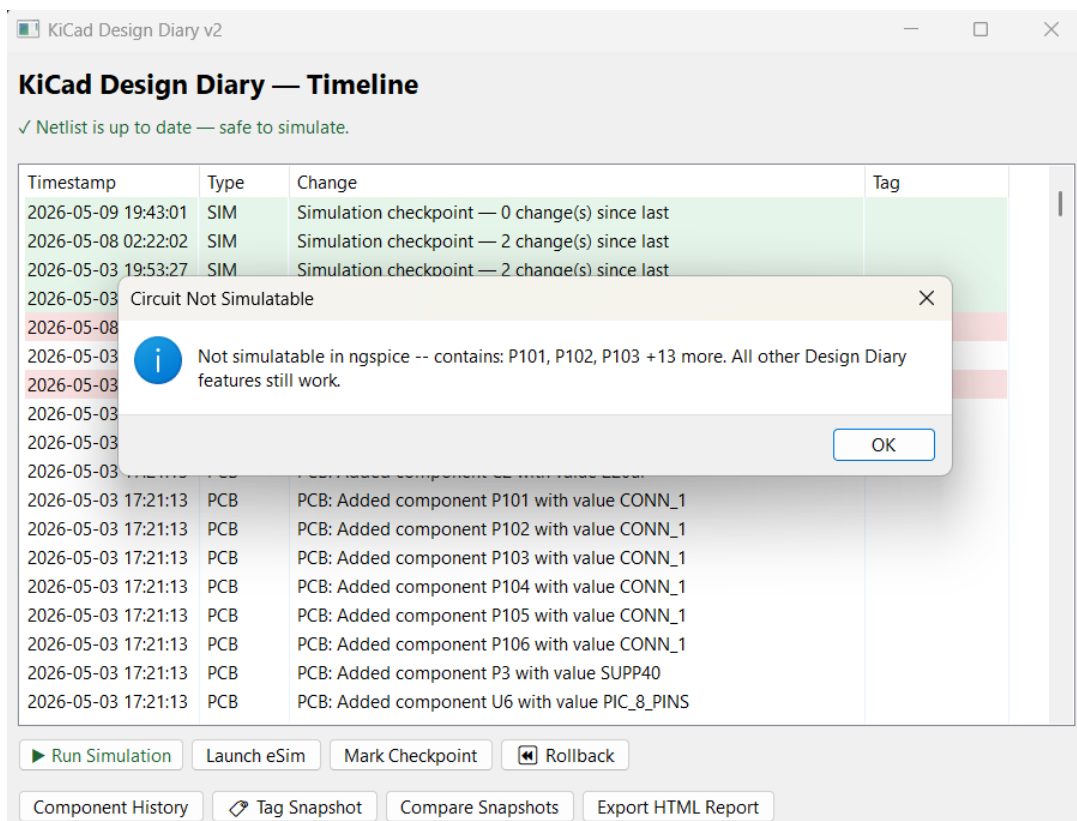 KiCad Design Diary v2
KiCad Design Diary — Timeline
✓ Netlist is up to date — safe to simulate.
Timestamp Type Change Tag
2026-05-09 19:43:01 SIM Simulation checkpoint — 0 change(s) since last
2026-05-08 02:22:02 SIM Simulation checkpoint — 2 change(s) since last
2026-05-03 19:53:27 SIM Simulation checkpoint — 2 change(s) since last
2026-05-03
2026-05-08
2026-05-03
2026-05-03
2026-05-03
2026-05-03
2026-05-03
Circuit Not Simulatable
Not simulatable in ngspice -- contains: P101, P102, P103 +13 more. All other Design Diary
features still work.
OK
2026-05-03 17:21:13 PCB PCB: Added component P101 with value CONN_1
2026-05-03 17:21:13 PCB PCB: Added component P102 with value CONN_1
2026-05-03 17:21:13 PCB PCB: Added component P103 with value CONN_1
2026-05-03 17:21:13 PCB PCB: Added component P104 with value CONN_1
2026-05-03 17:21:13 PCB PCB: Added component P105 with value CONN_1
2026-05-03 17:21:13 PCB PCB: Added component P106 with value CONN_1
2026-05-03 17:21:13 PCB PCB: Added component P3 with value SUPP40
2026-05-03 17:21:13 PCB PCB: Added component U6 with value PIC_8_PINS
Run Simulation Launch eSim Mark Checkpoint Rollback
Component History Tag Snapshot Compare Snapshots Export HTML Report